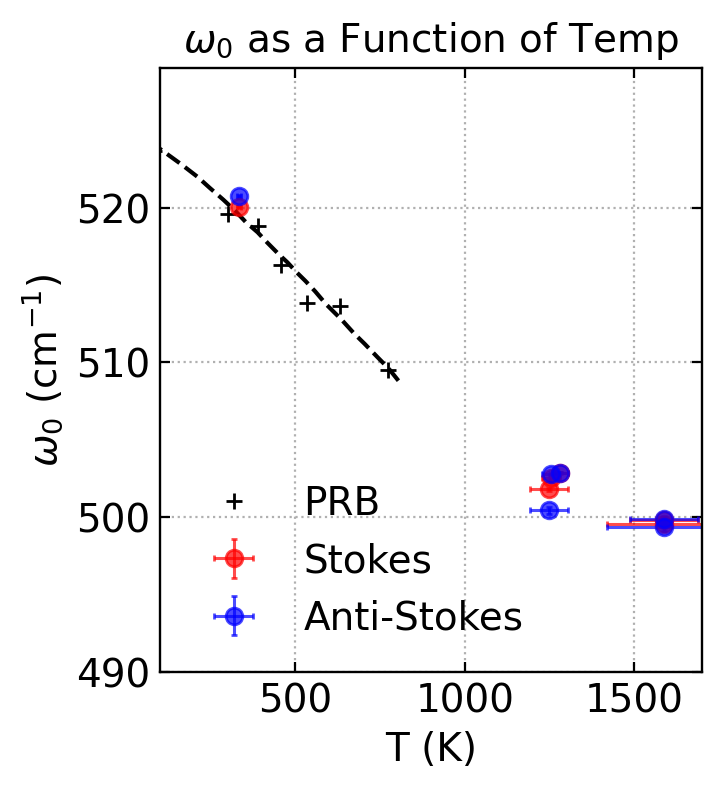 ω₀ as a Function of Temp
520
510
500
490
ω₀ (cm⁻¹)
PRB
Stokes
Anti-Stokes
500 1000 1500
T (K)